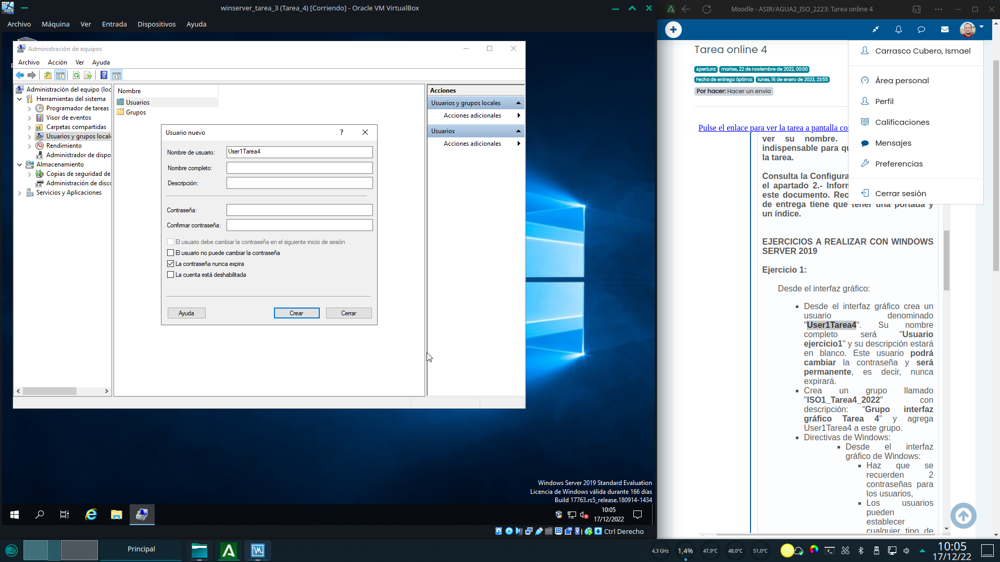 winserver_tarea_3 (Tarea_4) [Corriendo] - Oracle VM VirtualBox
Archivo Máquina Ver Entrada Dispositivos Ayuda
Administración de equipos
Archivo Acción Ver Ayuda
Administración del equipo (loc
Herramientas del sistema
Programador de tareas
Visor de eventos
Carpetas compartidas
Usuarios y grupos local
Rendimiento
Administrador de dispo
Almacenamiento
Copias de seguridad de
Administración de disc
Servicios y Aplicaciones
Nombre
Usuarios
Grupos
Usuario nuevo
?
Nombre de usuario: User1Tarea4
Nombre completo:
Descripción:
Contraseña:
Confirmar contraseña:
El usuario debe cambiar la contraseña en el siguiente inicio de sesión
El usuario no puede cambiar la contraseña
La contraseña nunca expira
La cuenta está deshabilitada
Ayuda Crear Cerrar
Acciones
Usuarios y grupos locales
Acciones adicionales
Usuarios
Acciones adicionales
Windows Server 2019 Standard Evaluation
Licencia de Windows válida durante 166 días
Build 17763.rs5_release.180914-1434
10:05
17/12/2022
Ctrl Derecho
Moodle - ASIR/AGUA2_ISO_2223: Tarea online 4
Tarea online 4
Apertura: martes, 22 de noviembre de 2022, 00:00
Fecha de entrega óptima: lunes, 16 de enero de 2023, 23:55
Por hacer: Hacer un envío
Carrasco Cubero, Ismael
Área personal
Perfil
Calificaciones
Mensajes
Preferencias
Cerrar sesión
Pulse el enlace para ver la tarea a pantalla co
ver su nombre.
indispensable para qu
la tarea.
Consulta la Configura
el apartado 2.- Inform
este documento. Rec
de entrega tiene que tener una portada y
un índice.
EJERCICIOS A REALIZAR CON WINDOWS
SERVER 2019
Ejercicio 1:
Desde el interfaz gráfico:
Desde el interfaz gráfico crea un
usuario denominado
"User1Tarea4". Su nombre
completo será "Usuario
ejercicio1" y su descripción estará
en blanco. Este usuario podrá
cambiar la contraseña y será
permanente, es decir, nunca
expirará.
Crea un grupo llamado
"ISO1_Tarea4_2022" con
descripción: “Grupo interfaz
gráfico Tarea 4" y agrega
User1Tarea4 a este grupo.
Directivas de Windows:
Desde el interfaz
gráfico de Windows:
Haz que se
recuerden 2
contraseñas para
los usuarios,
Los usuarios
pueden
establecer
cualquier tipo de
Principal
4,3 GHz 1,4% 47,9°C 48,0°C 51,0°C
10:05
17/12/22